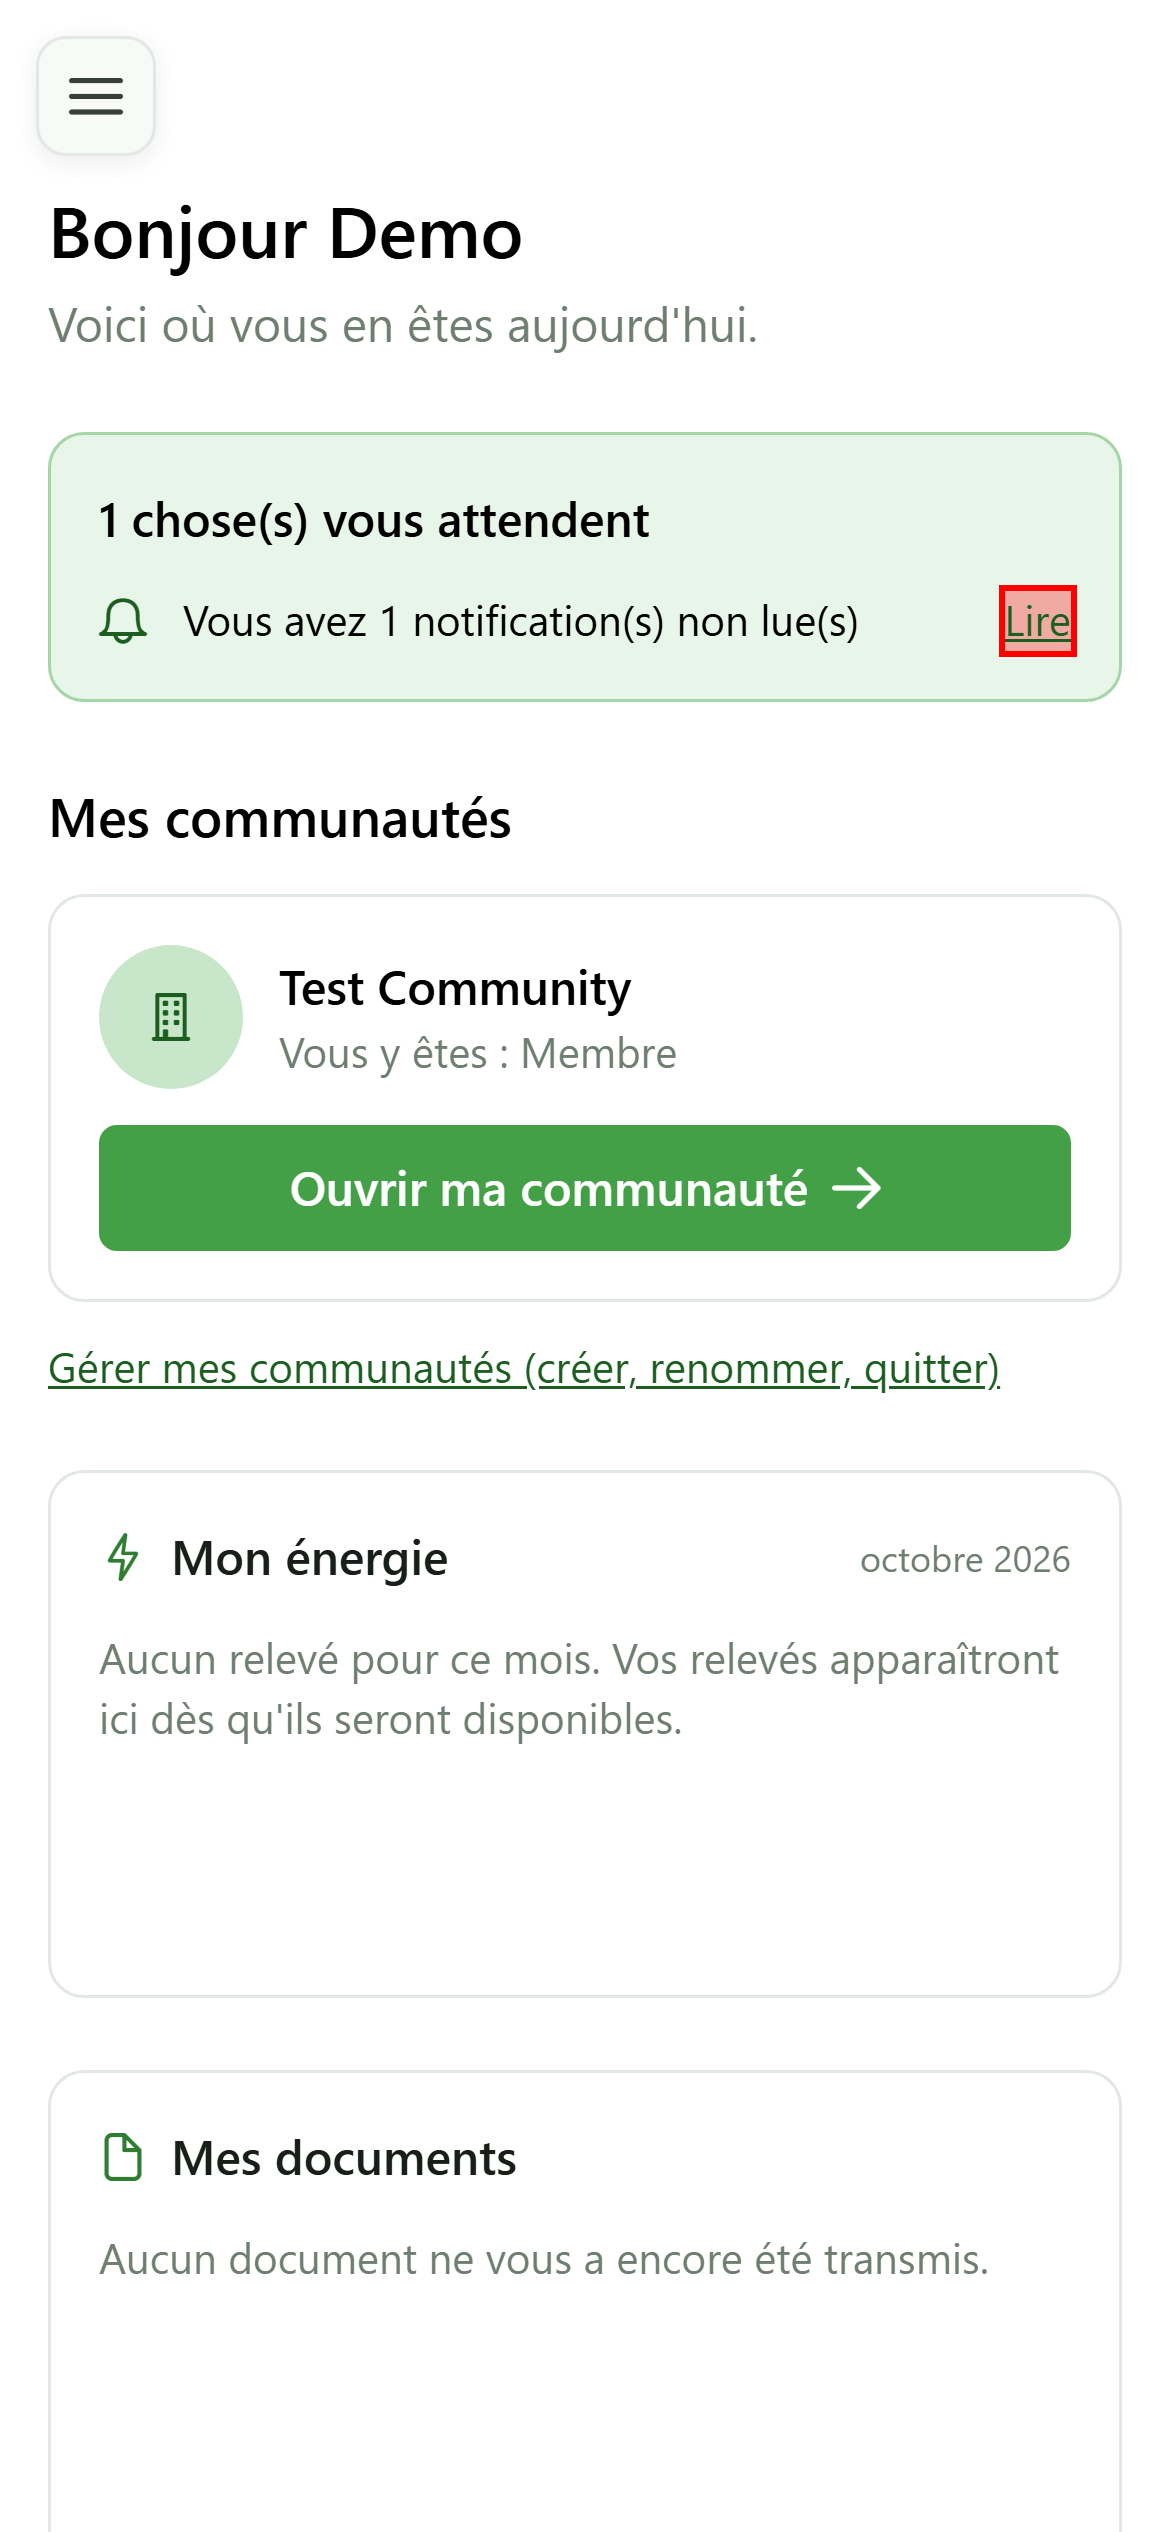 Bonjour Demo
Voici où vous en êtes aujourd'hui.
1 chose(s) vous attendent
Vous avez 1 notification(s) non lue(s) Lire
Mes communautés
Test Community
Vous y êtes : Membre
Ouvrir ma communauté →
Gérer mes communautés (créer, renommer, quitter)
Mon énergie octobre 2026
Aucun relevé pour ce mois. Vos relevés apparaîtront
ici dès qu'ils seront disponibles.
Mes documents
Aucun document ne vous a encore été transmis.